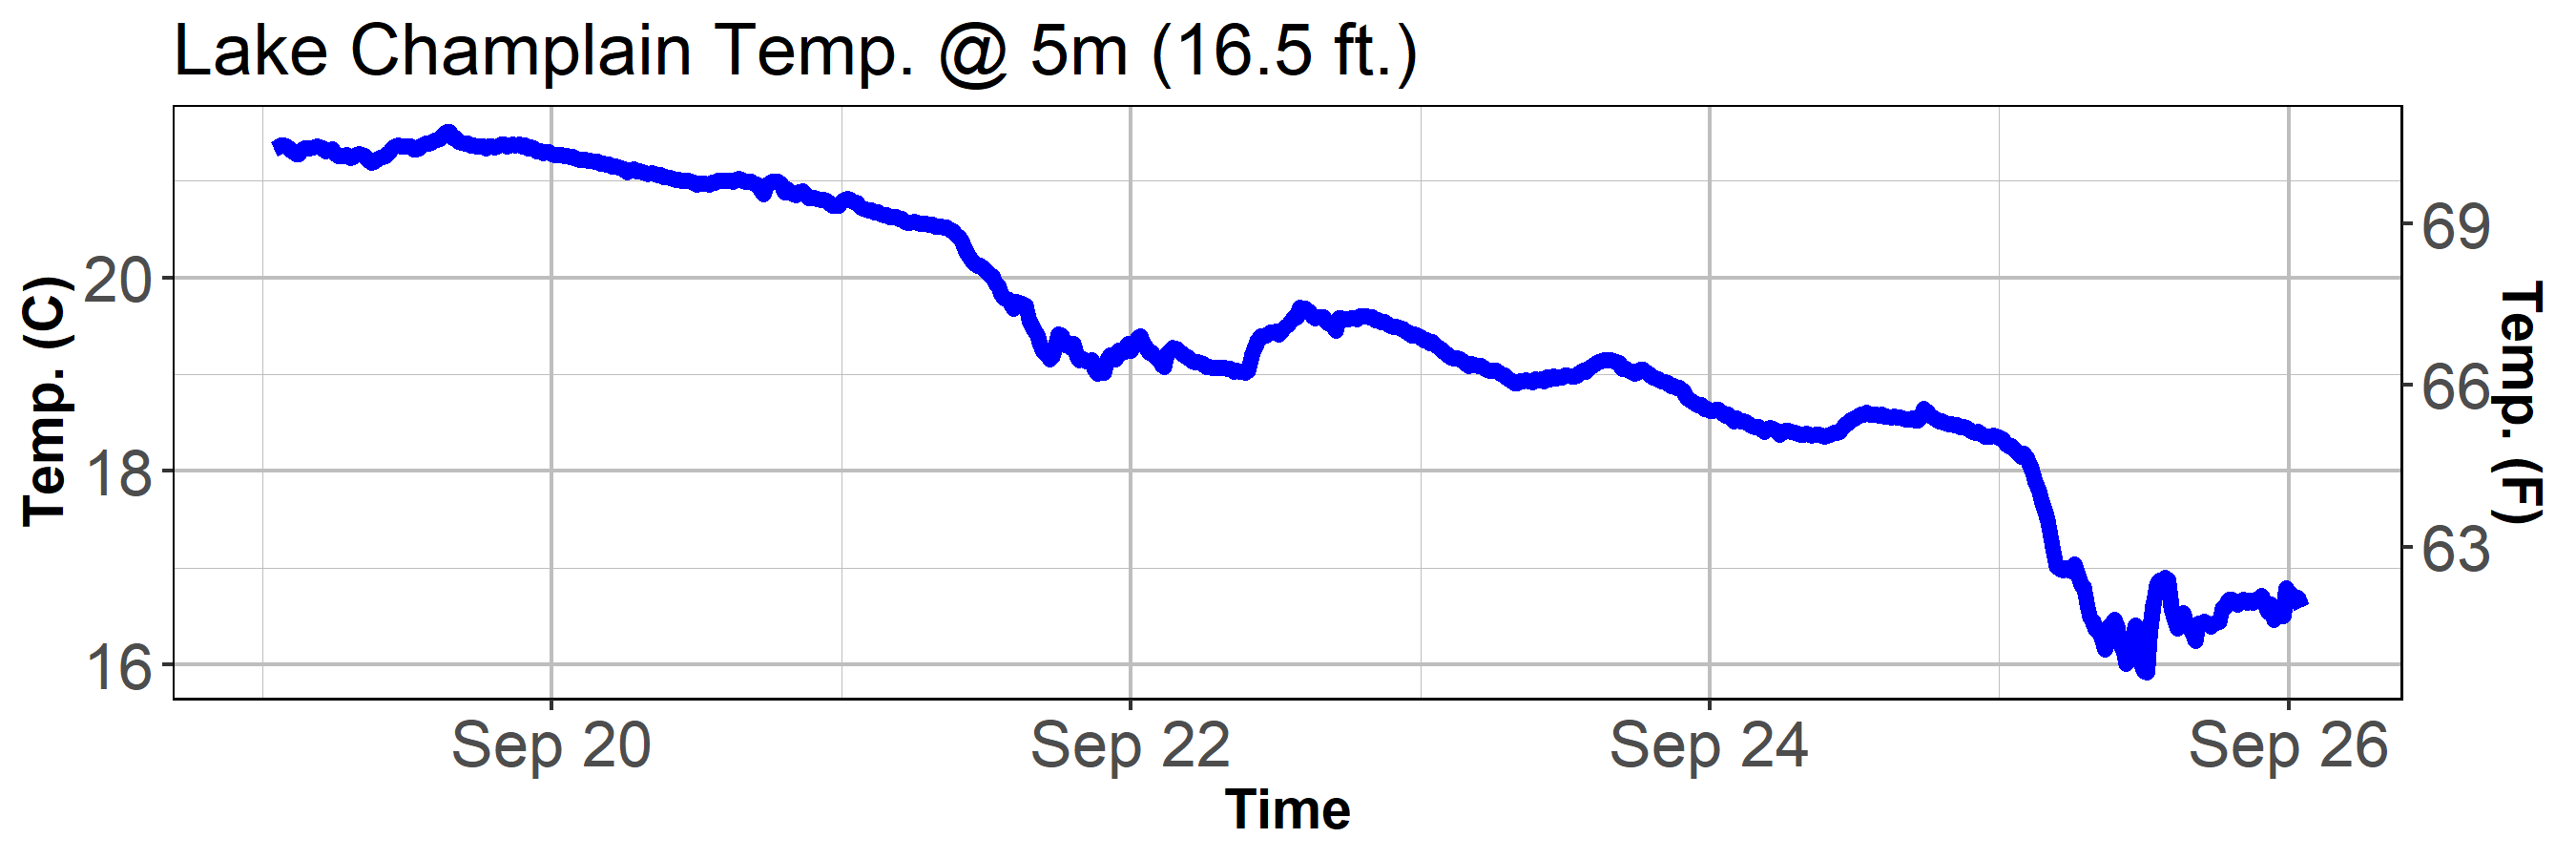 Lake Champlain Temp. @ 5m (16.5 ft.)
Temp. (C)
20
18
16
69
66
63
Temp. (F)
Sep 20
Sep 22
Sep 24
Sep 26
Time